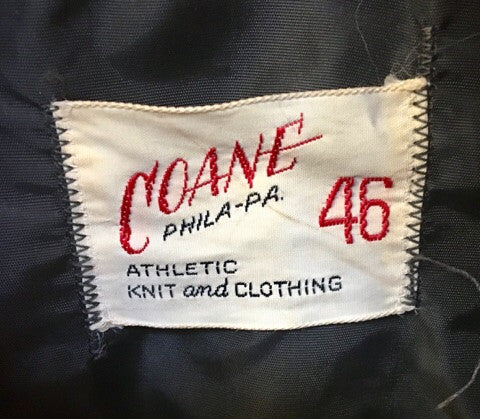 COANE
PHILA-PA.
46
ATHLETIC
KNIT and CLOTHING